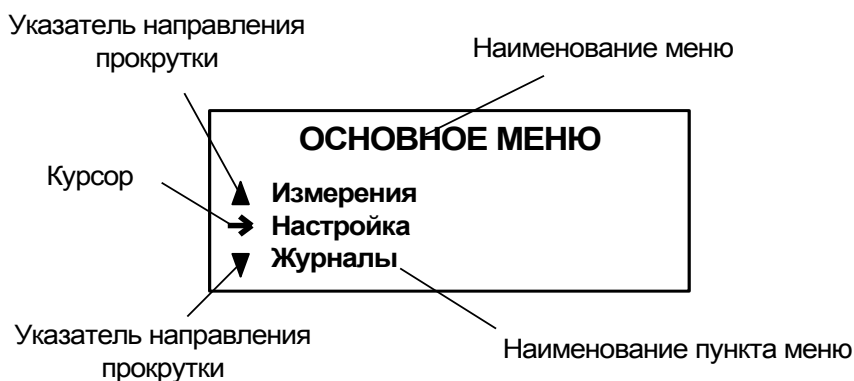 Указатель направления
прокрутки
Наименование меню
ОСНОВНОЕ МЕНЮ
Курсор
Измерения
Настройка
Журналы
Указатель направления
прокрутки
Наименование пункта меню